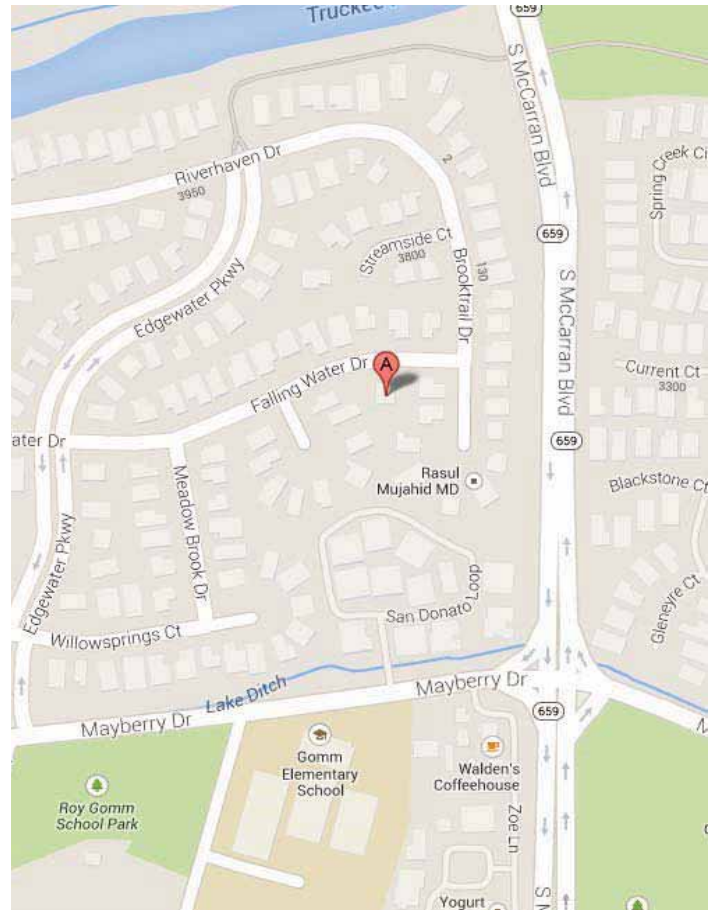 Trucke
659
S McCarran Blvd
Riverhaven Dr
3950
2
Creek Ci
Spring
Streamside Ct
3800
130
659
Brooktrail Dr
Edgewater Pkwy
S McCarran Blvd
Falling Water Dr
A
Current Ct
3300
ater Dr
659
Rasul
Mujahid MD
Blackstone Ct
Meadow Brook Dr
Edgewater Pkwy
San Donato Loop
Gleneyre Ct
Willowsprings Ct
Lake Ditch
Mayberry Dr
Mayberry Dr
659
M
Gomm
Elementary
School
Walden's
Coffeehouse
Roy Gomm
School Park
Zoe Ln
S M
Yogurt